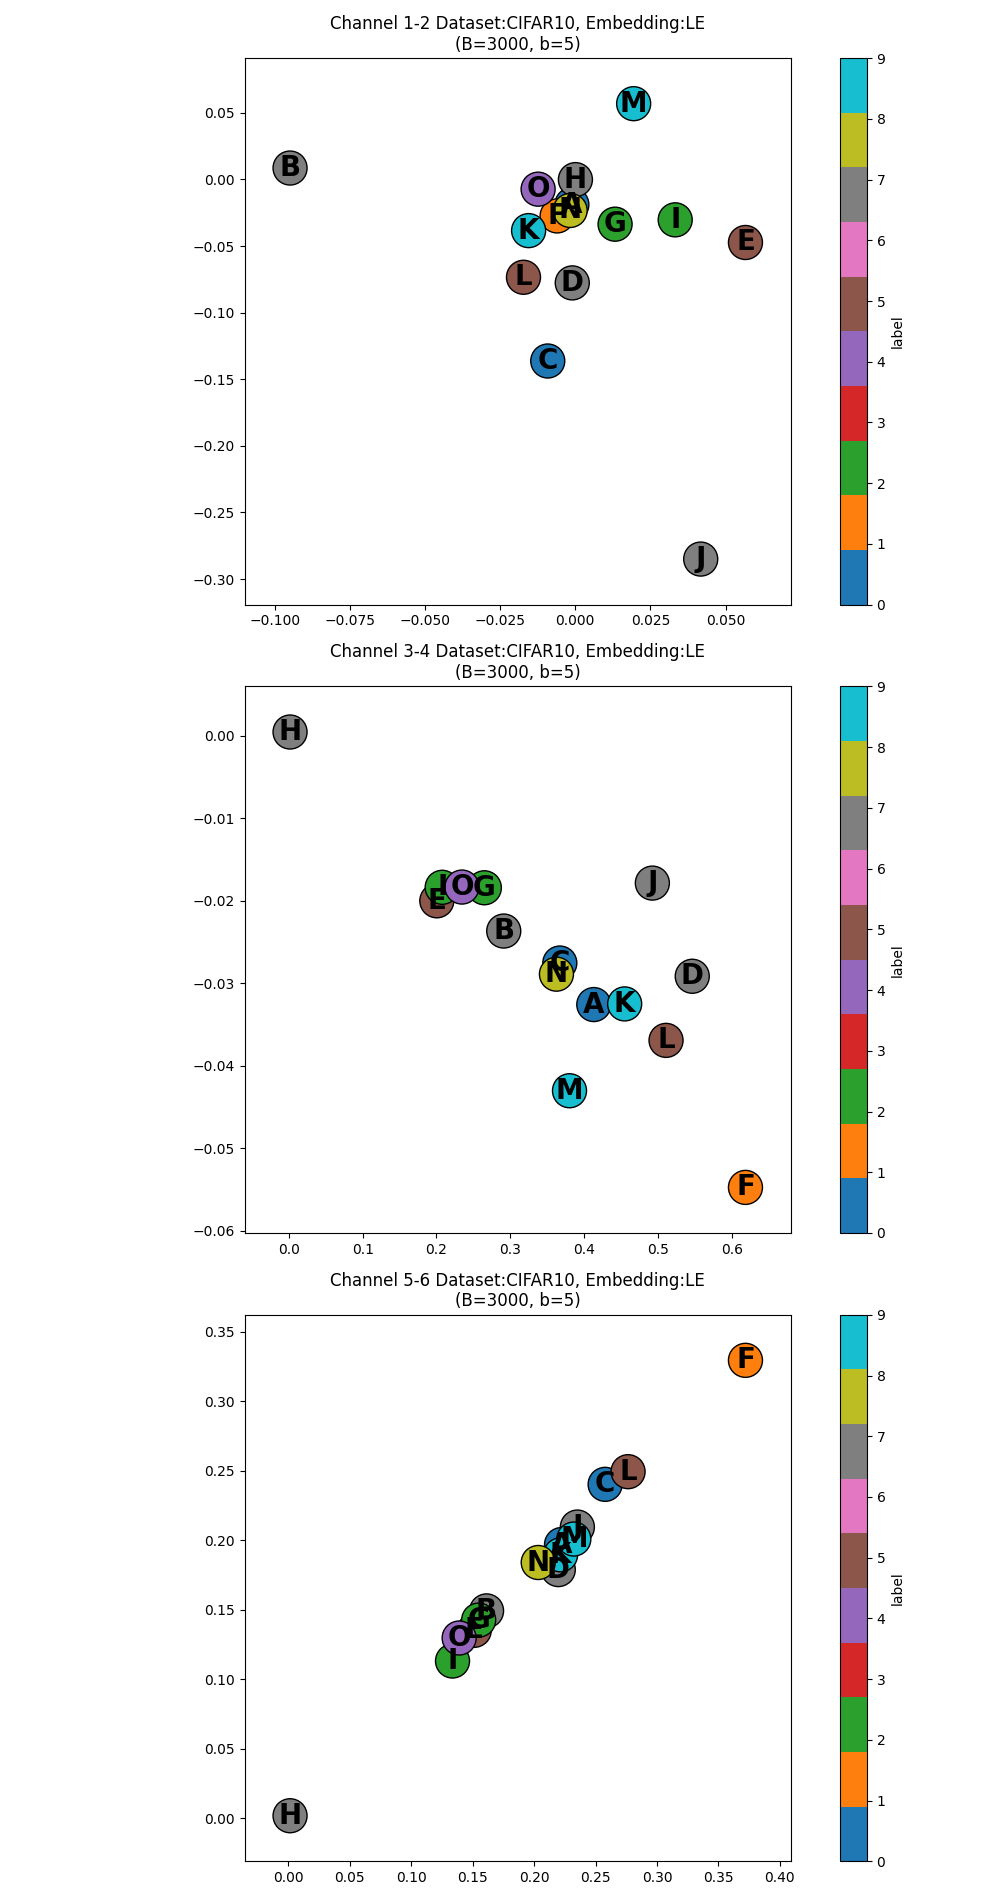 Channel 1-2 Dataset:CIFAR10, Embedding:LE
(B=3000, b=5)
0.05
0.00
−0.05
−0.10
−0.15
−0.20
−0.25
−0.30
M
B
H
O
A
N
F
K
G
I
E
L
D
C
J
−0.100 −0.075 −0.050 −0.025 0.000 0.025 0.050
9
8
7
6
5
4
3
2
1
0
label
Channel 3-4 Dataset:CIFAR10, Embedding:LE
(B=3000, b=5)
0.00
−0.01
−0.02
−0.03
−0.04
−0.05
−0.06
H
I
O
G
E
J
B
C
N
D
A
K
L
M
F
0.0 0.1 0.2 0.3 0.4 0.5 0.6
9
8
7
6
5
4
3
2
1
0
label
Channel 5-6 Dataset:CIFAR10, Embedding:LE
(B=3000, b=5)
0.35
0.30
0.25
0.20
0.15
0.10
0.05
0.00
F
L
C
J
M
A
K
N
D
B
G
E
O
I
H
0.00 0.05 0.10 0.15 0.20 0.25 0.30 0.35 0.40
9
8
7
6
5
4
3
2
1
0
label